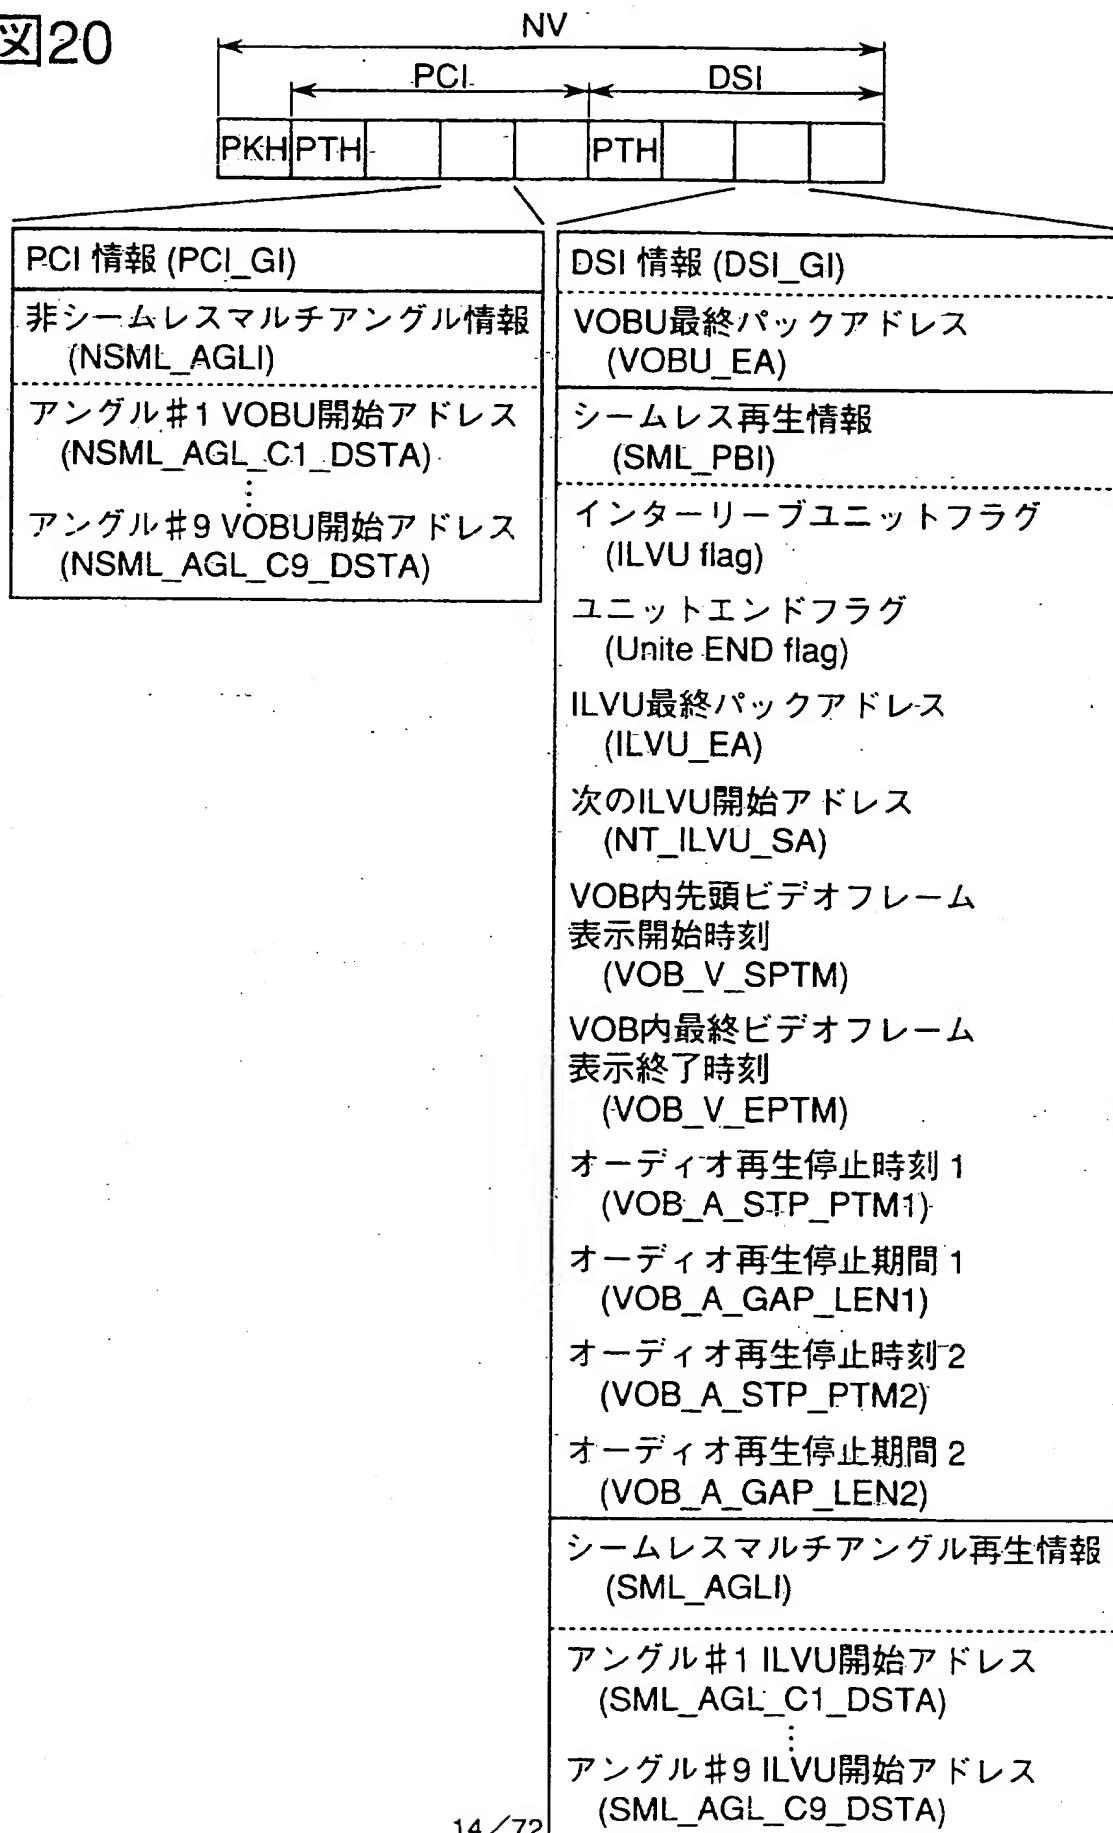 図20
NV
PCI
DSI
PKH PTH PTH
PCI 情報 (PCI_GI)
非シームレスマルチアングル情報
(NSML_AGLI)
アングル#1 VOBU開始アドレス
(NSML_AGL_C1_DSTA)
アングル#9 VOBU開始アドレス
(NSML_AGL_C9_DSTA)
DSI 情報 (DSI_GI)
VOBU最終パックアドレス
(VOBU_EA)
シームレス再生情報
(SML_PBI)
インターリーブユニットフラグ
(ILVU flag)
ユニットエンドフラグ
(Unite END flag)
ILVU最終パックアドレス
(ILVU_EA)
次のILVU開始アドレス
(NT_ILVU_SA)
VOB内先頭ビデオフレーム
表示開始時刻
(VOB_V_SPTM)
VOB内最終ビデオフレーム
表示終了時刻
(VOB_V_EPTM)
オーディオ再生停止時刻 1
(VOB_A_STP_PTM1)
オーディオ再生停止期間 1
(VOB_A_GAP_LEN1)
オーディオ再生停止時刻 2
(VOB_A_STP_PTM2)
オーディオ再生停止期間 2
(VOB_A_GAP_LEN2)
シームレスマルチアングル再生情報
(SML_AGLI)
アングル#1 ILVU開始アドレス
(SML_AGL_C1_DSTA)
アングル#9 ILVU開始アドレス
(SML_AGL_C9_DSTA)
14/72